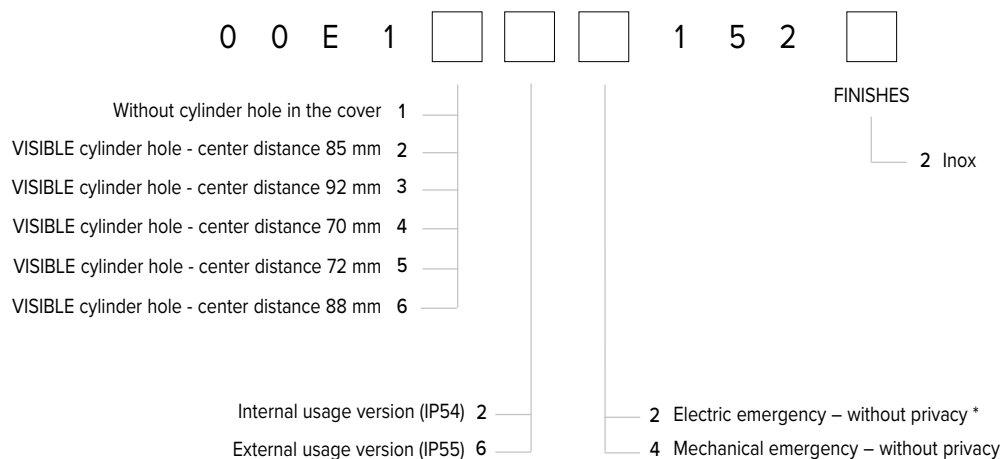 0 0 E 1 1 5 2
FINISHES
Without cylinder hole in the cover 1
VISIBLE cylinder hole - center distance 85 mm 2
2 Inox
VISIBLE cylinder hole - center distance 92 mm 3
VISIBLE cylinder hole - center distance 70 mm 4
VISIBLE cylinder hole - center distance 72 mm 5
VISIBLE cylinder hole - center distance 88 mm 6
Internal usage version (IP54) 2
2 Electric emergency – without privacy *
External usage version (IP55) 6
4 Mechanical emergency – without privacy